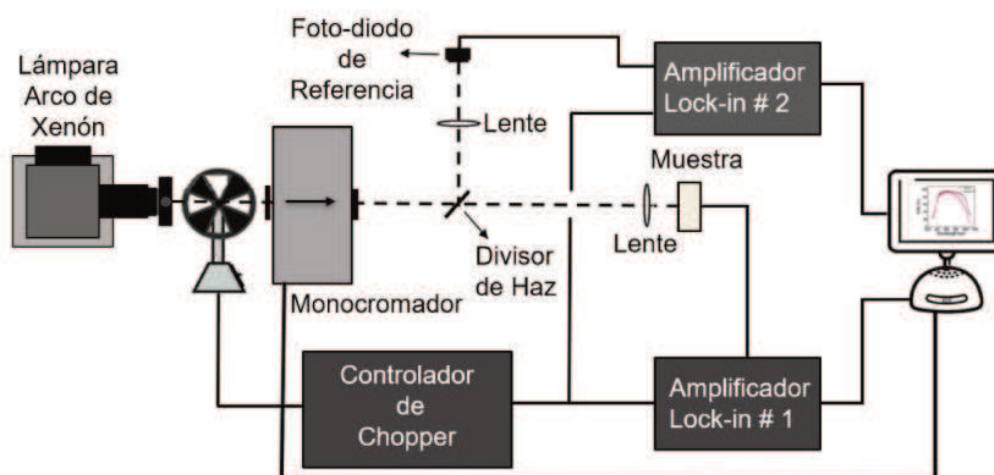 Foto-diodo
de
Referencia
Lámpara
Arco de
Xenón
Amplificador
Lock-in # 2
Lente
Muestra
Lente
Divisor
de Haz
Monocromador
Controlador
de
Chopper
Amplificador
Lock-in # 1